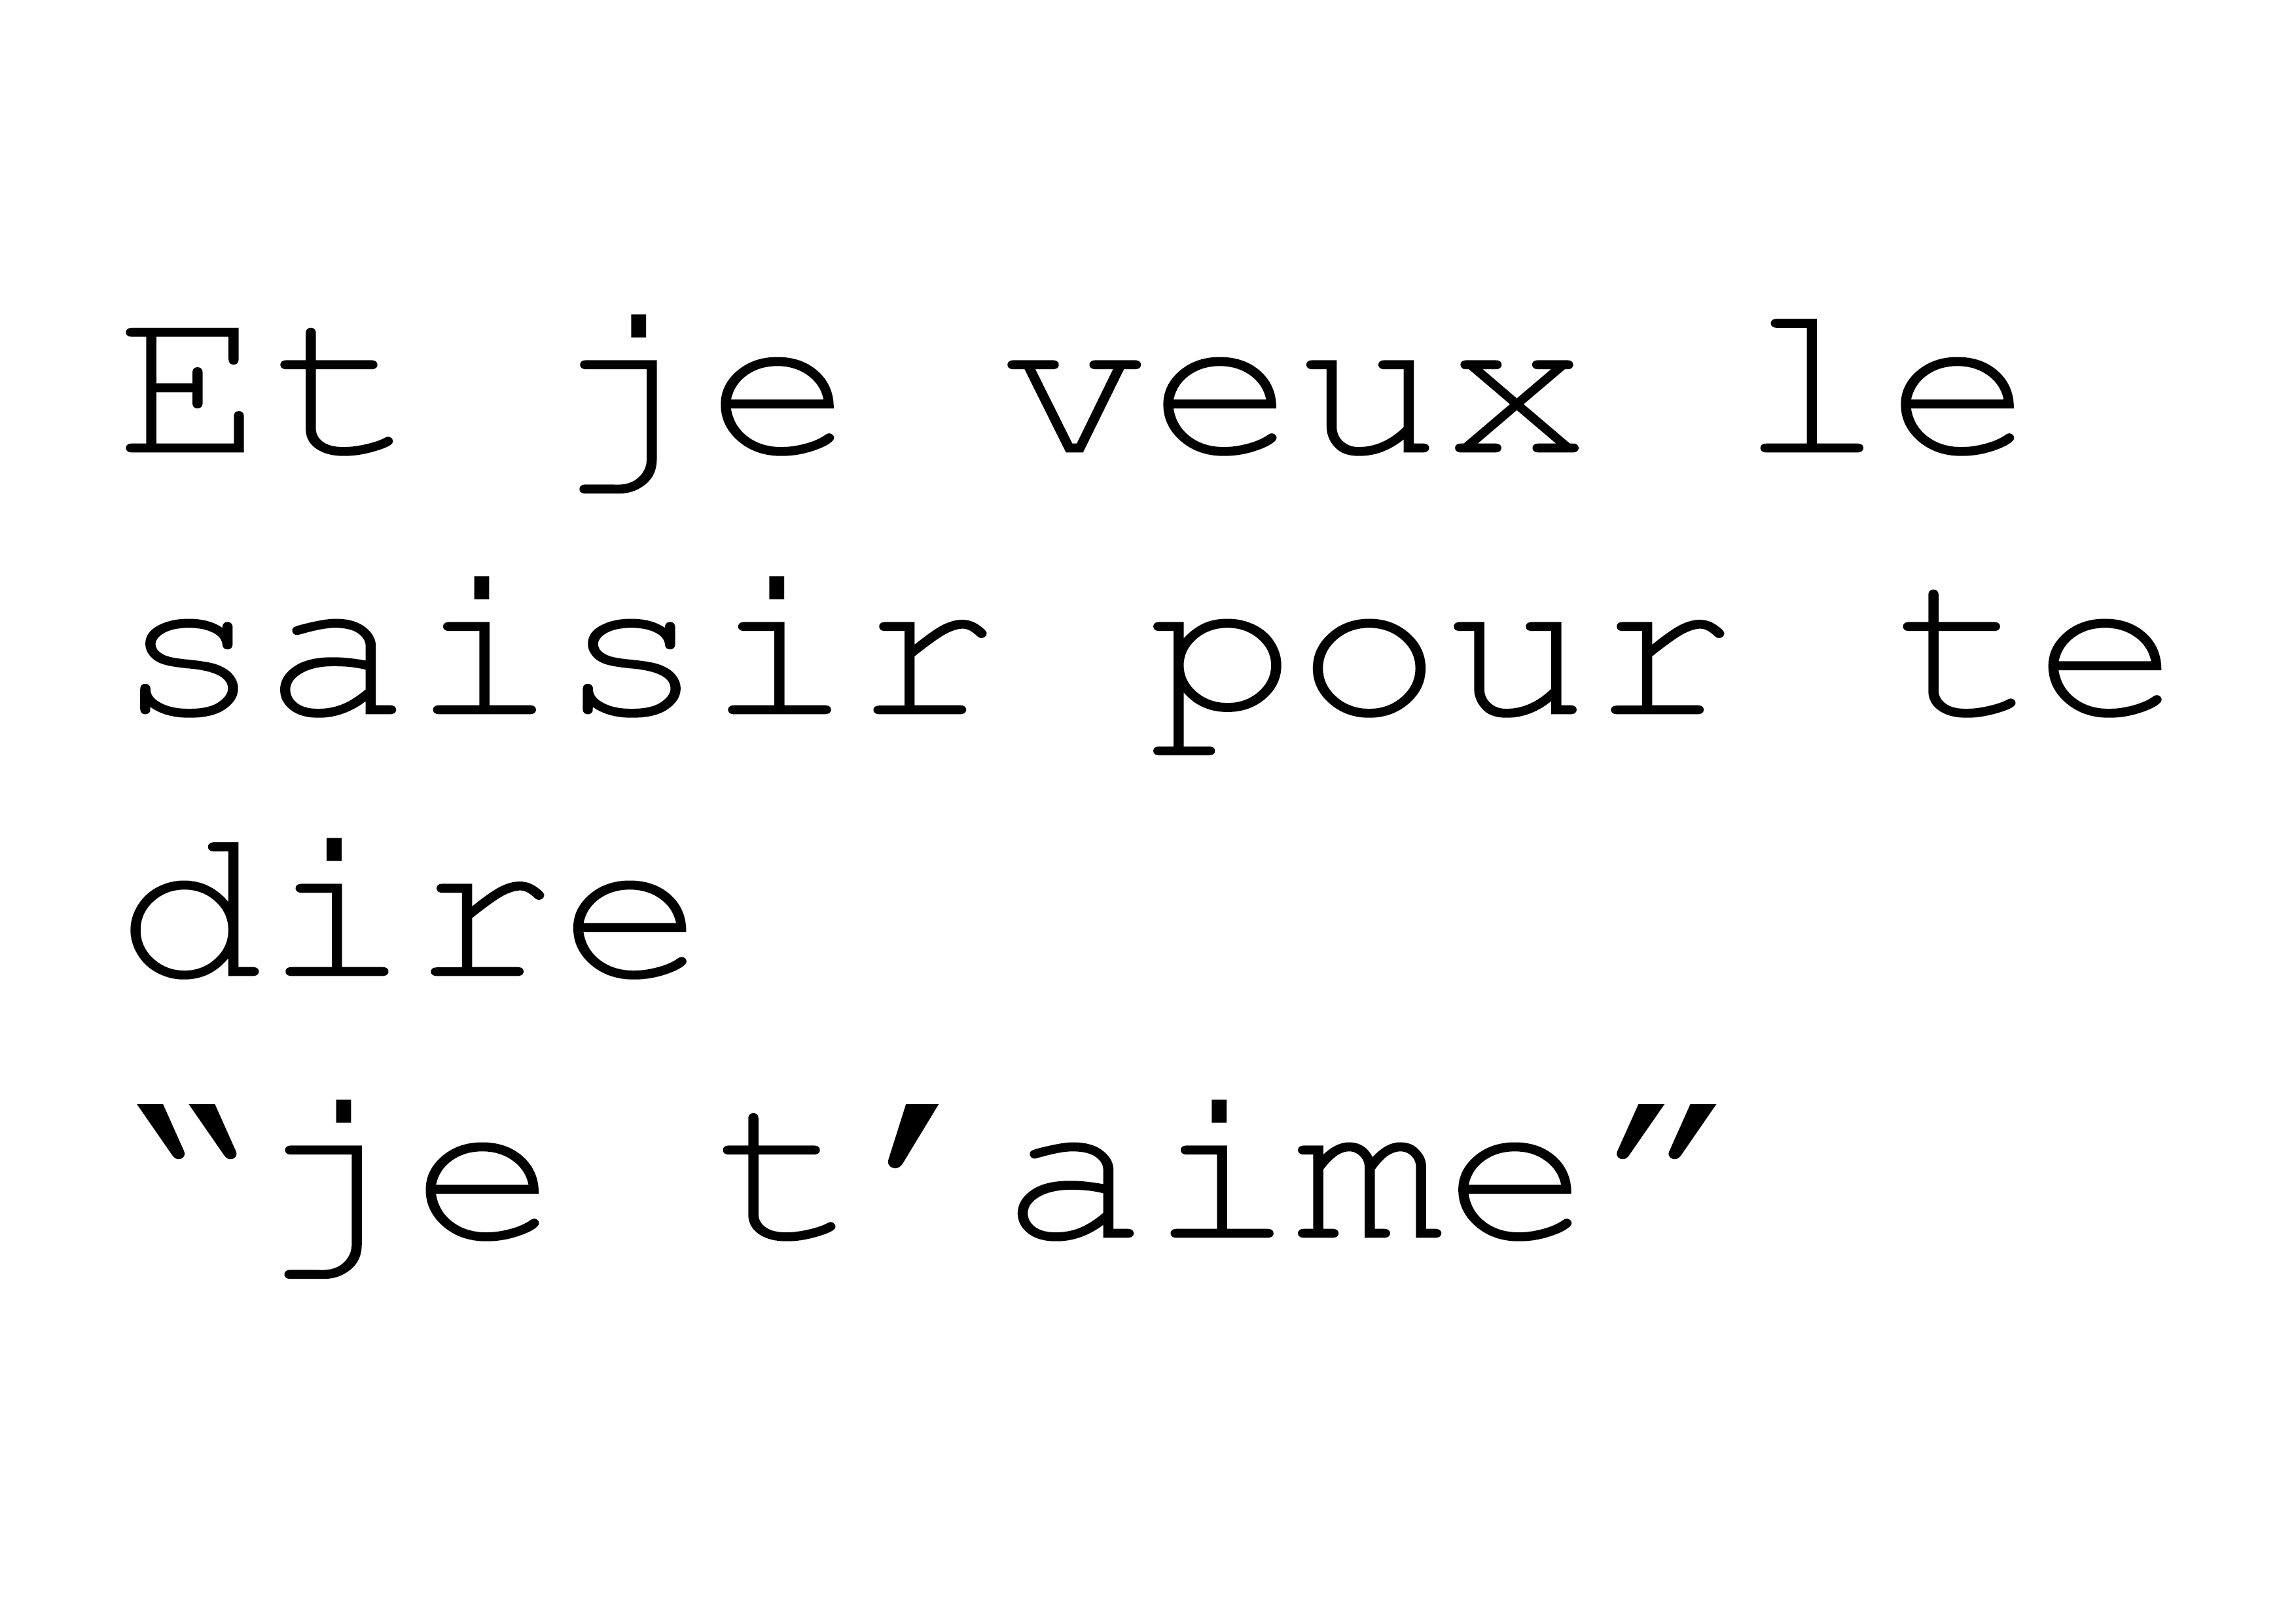 Et je veux le
saisir pour te
dire
“je t’aime”